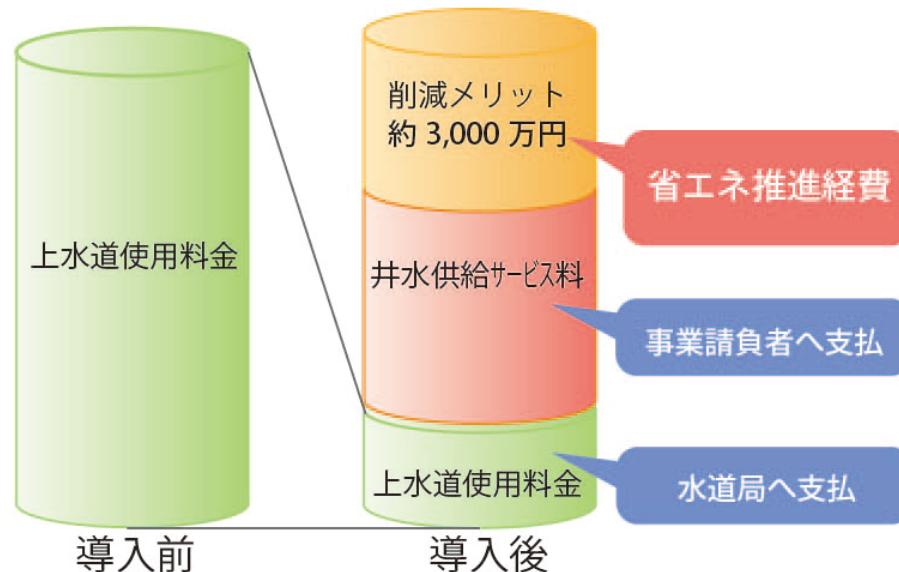 上水道使用料金
導入前
削減メリット
約 3,000 万円
省エネ推進経費
井水供給サービス料
事業請負者へ支払
上水道使用料金
水道局へ支払
導入後